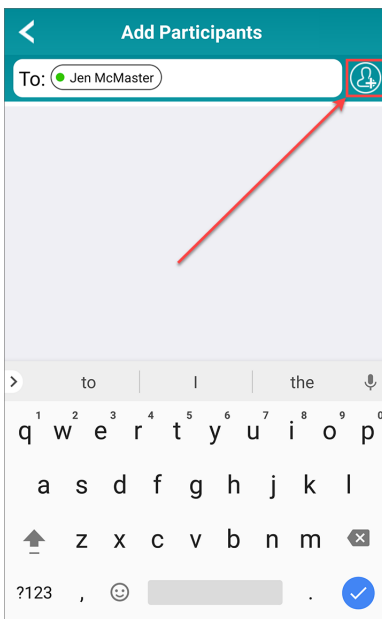 Add Participants
To: Jen McMaster
to I the
1 2 3 4 5 6 7 8 9 0
q w e r t y u i o p
a s d f g h j k l
z x c v b n m
?123 , .